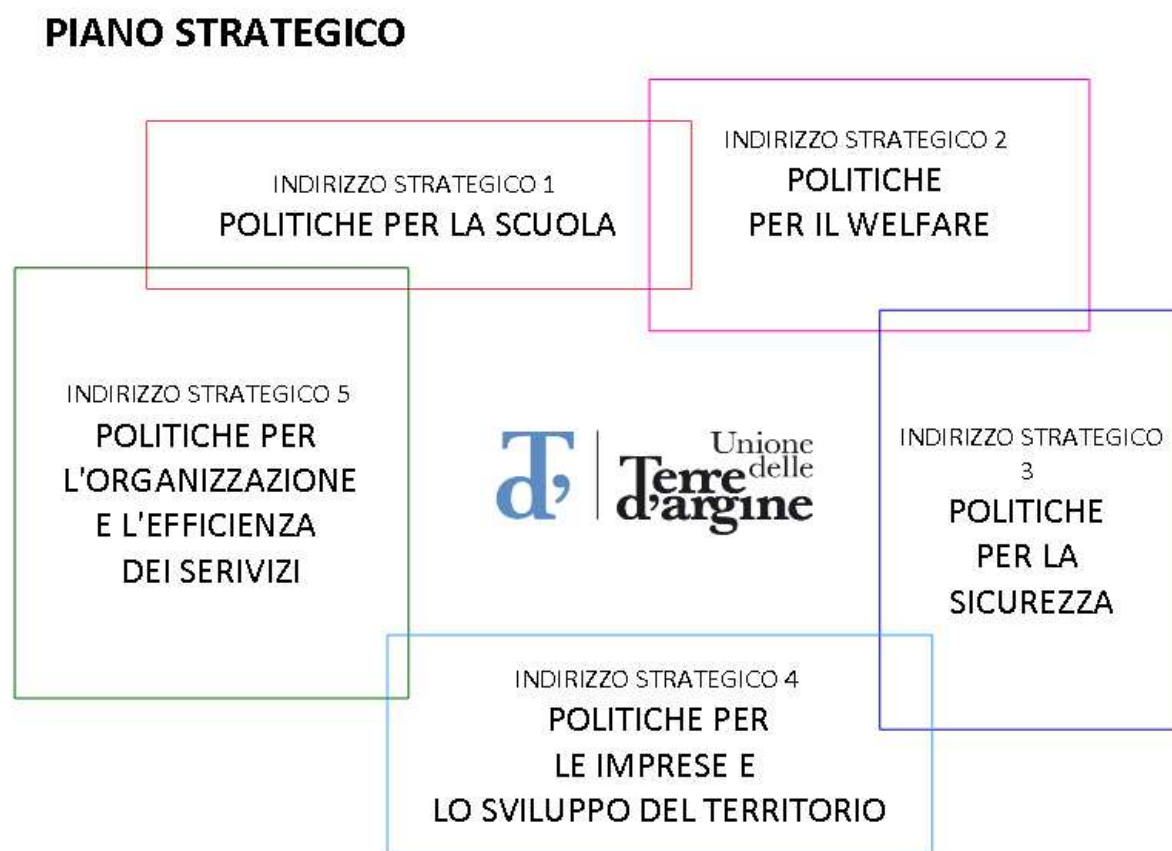 PIANO STRATEGICO
INDIRIZZO STRATEGICO 1
POLITICHE PER LA SCUOLA
INDIRIZZO STRATEGICO 2
POLITICHE
PER IL WELFARE
INDIRIZZO STRATEGICO
3
POLITICHE
PER LA
SICUREZZA
INDIRIZZO STRATEGICO 4
POLITICHE PER
LE IMPRESE E
LO SVILUPPO DEL TERRITORIO
INDIRIZZO STRATEGICO 5
POLITICHE PER
L'ORGANIZZAZIONE
E L'EFFICIENZA
DEI SERIVIZI
Td'
Unione
delle
Terre
d'argine